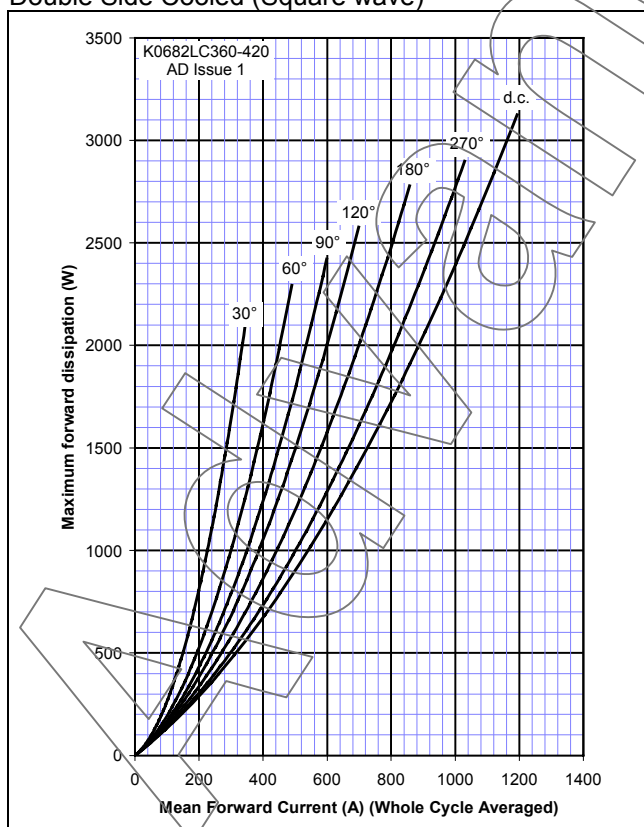 Double Side Cooled (Square wave)
K0682LC360-420
AD Issue 1
3500
3000
2500
2000
1500
1000
500
0
Maximum forward dissipation (W)
d.c.
270°
180°
120°
90°
60°
30°
0 200 400 600 800 1000 1200 1400
Mean Forward Current (A) (Whole Cycle Averaged)